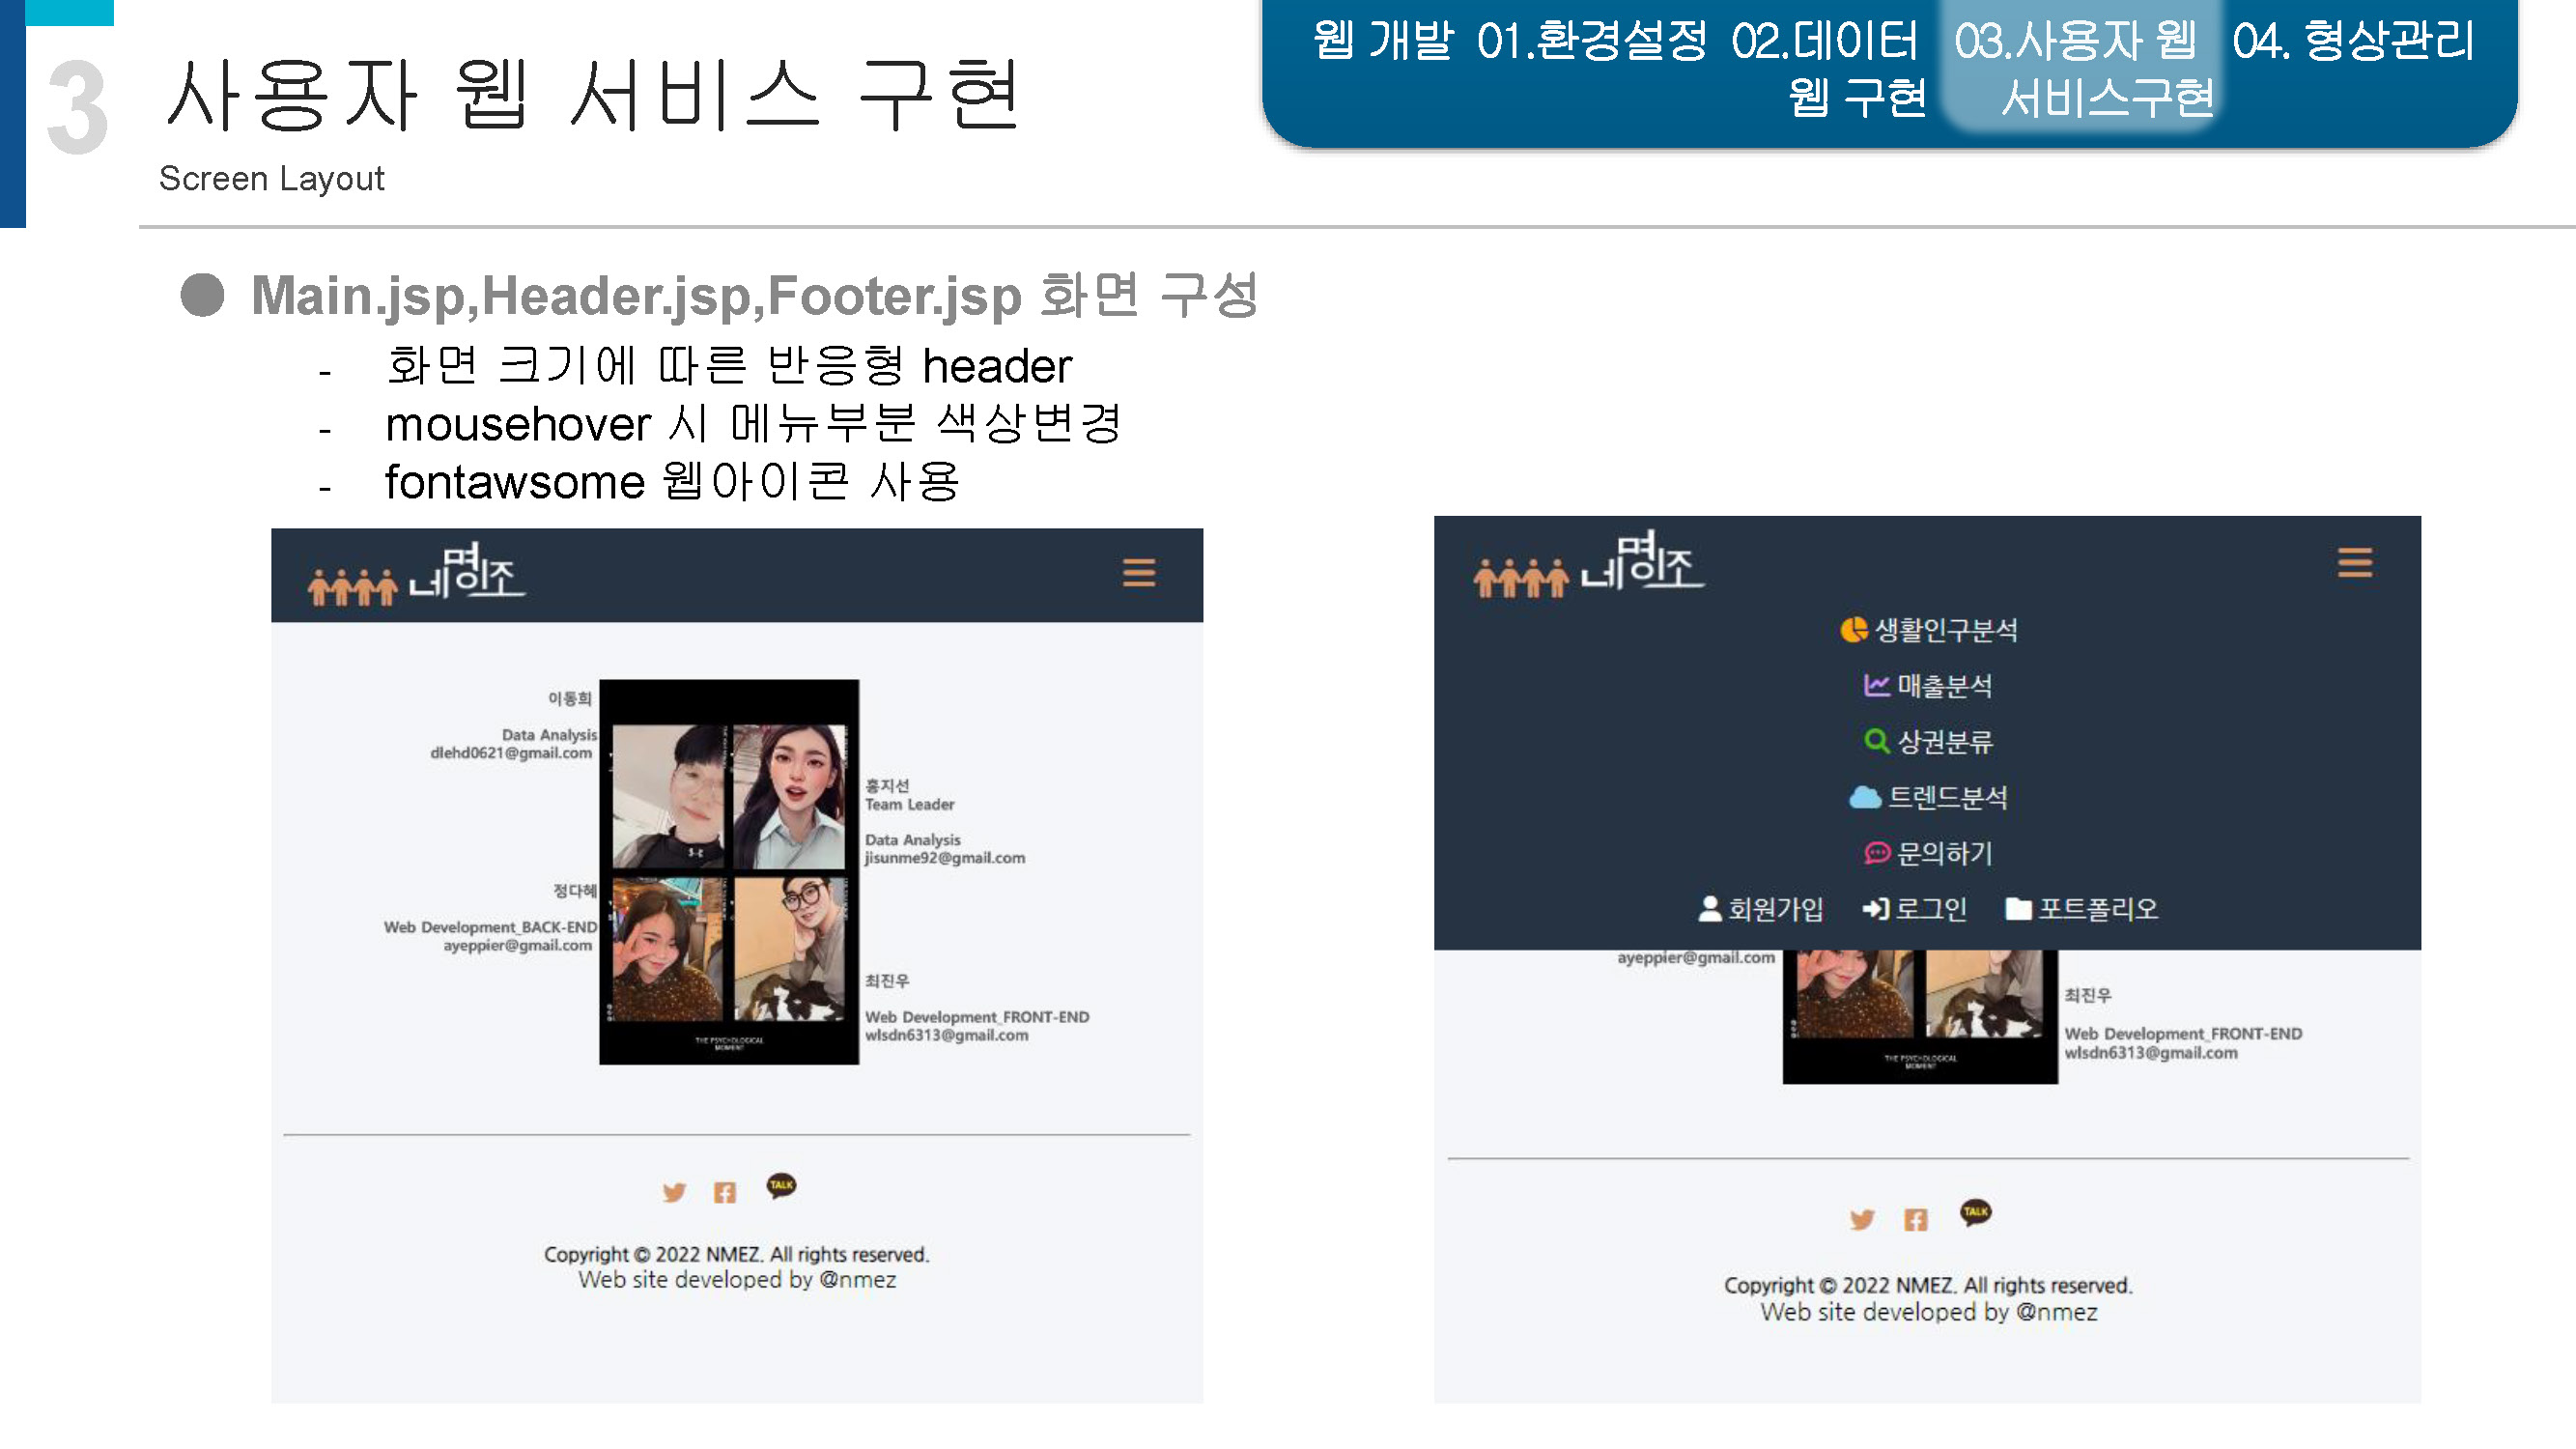 3
사용자 웹 서비스 구현
Screen Layout
웹 개발 01.환경설정 02.데이터 03.사용자 웹 04. 형상관리
웹 구현 서비스구현
Main.jsp,Header.jsp,Footer.jsp 화면 구성
- 화면 크기에 따른 반응형 header
- mousehover 시 메뉴부분 색상변경
- fontawsome 웹아이콘 사용
네명이조
이동희
Data Analysis
dlehd0621@gmail.com
홍지선
Team Leader
Data Analysis
jisunme92@gmail.com
정다혜
Web Development_BACK-END
ayeppier@gmail.com
최진우
Web Development_FRONT-END
wlsdn6313@gmail.com
THE PSYCHOLOGICAL
MOMENT
TALK
Copyright © 2022 NMEZ. All rights reserved.
Web site developed by @nmez
네명이조
생활인구분석
매출분석
상권분류
트렌드분석
문의하기
회원가입 로그인 포트폴리오
ayeppier@gmail.com
최진우
Web Development_FRONT-END
wlsdn6313@gmail.com
THE PSYCHOLOGICAL
MOMENT
TALK
Copyright © 2022 NMEZ. All rights reserved.
Web site developed by @nmez